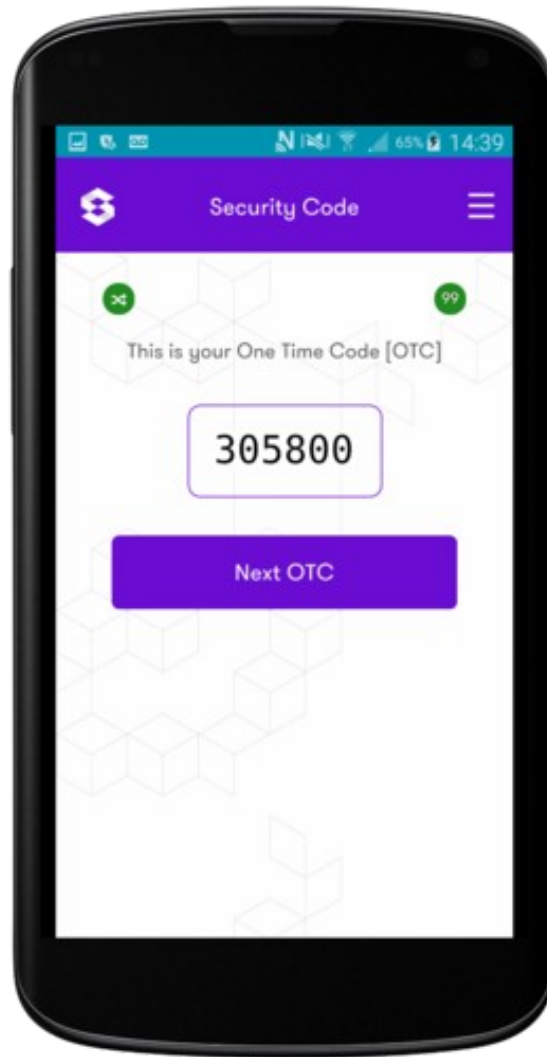 65% 14:39
Security Code
99
This is your One Time Code [OTC]
305800
Next OTC